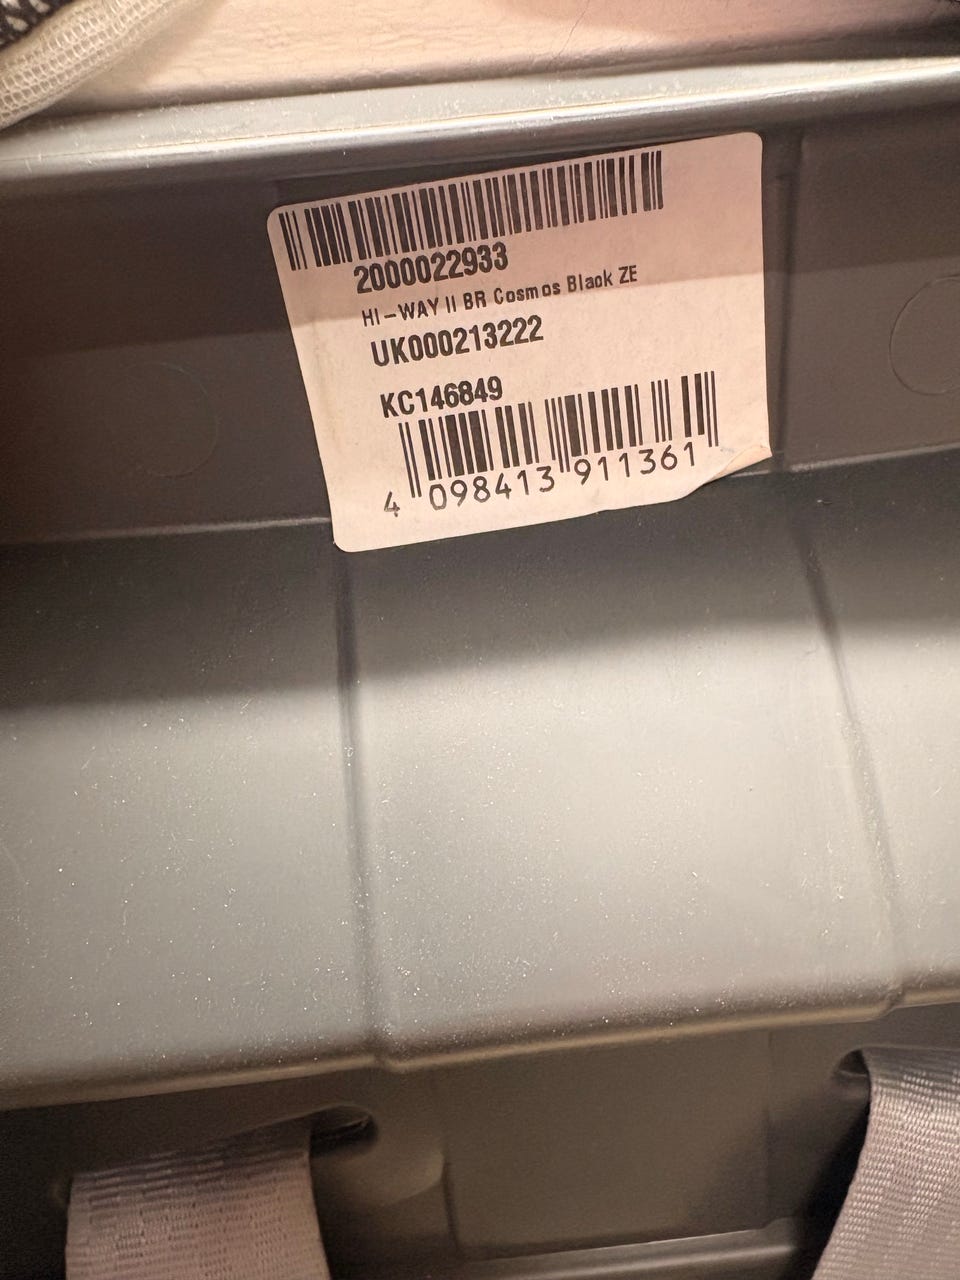 2000022933
HI-WAY II BR Cosmos Black ZE
UK000213222
KC146849
4 098413 911361